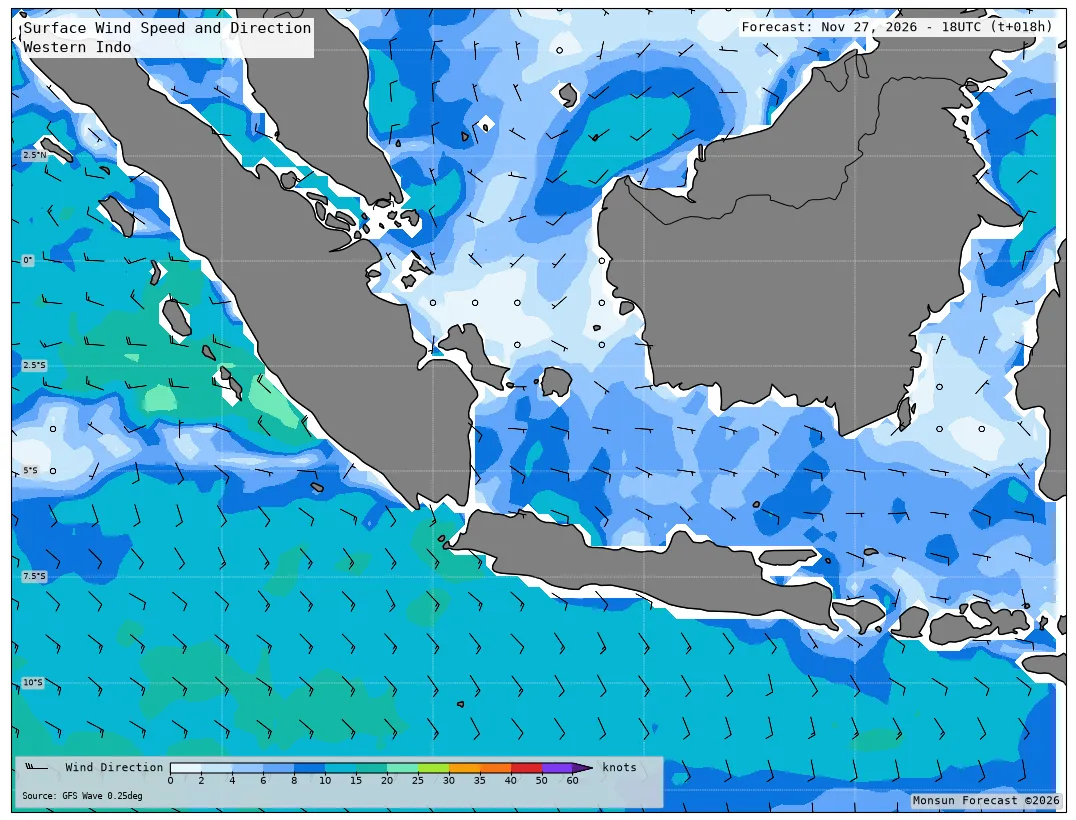 Surface Wind Speed and Direction
Western Indo
Forecast: Nov 27, 2026 - 18UTC (t+018h)
2.5°N
0°
2.5°S
5°S
7.5°S
10°S
Wind Direction
knots
0 2 4 6 8 10 15 20 25 30 35 40 50 60
Source: GFS Wave 0.25deg
Monsun Forecast ©2026